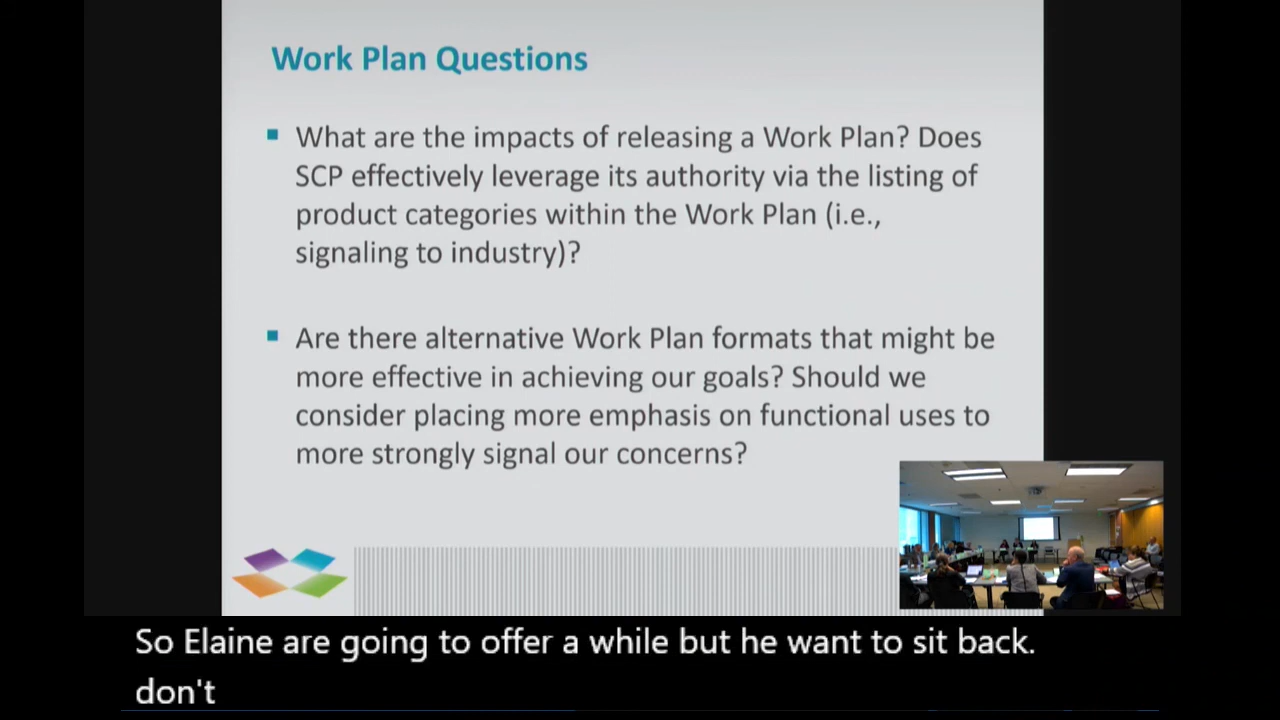 Work Plan Questions
What are the impacts of releasing a Work Plan? Does
SCP effectively leverage its authority via the listing of
product categories within the Work Plan (i.e.,
signaling to industry)?
Are there alternative Work Plan formats that might be
more effective in achieving our goals? Should we
consider placing more emphasis on functional uses to
more strongly signal our concerns?
So Elaine are going to offer a while but he want to sit back.
don't